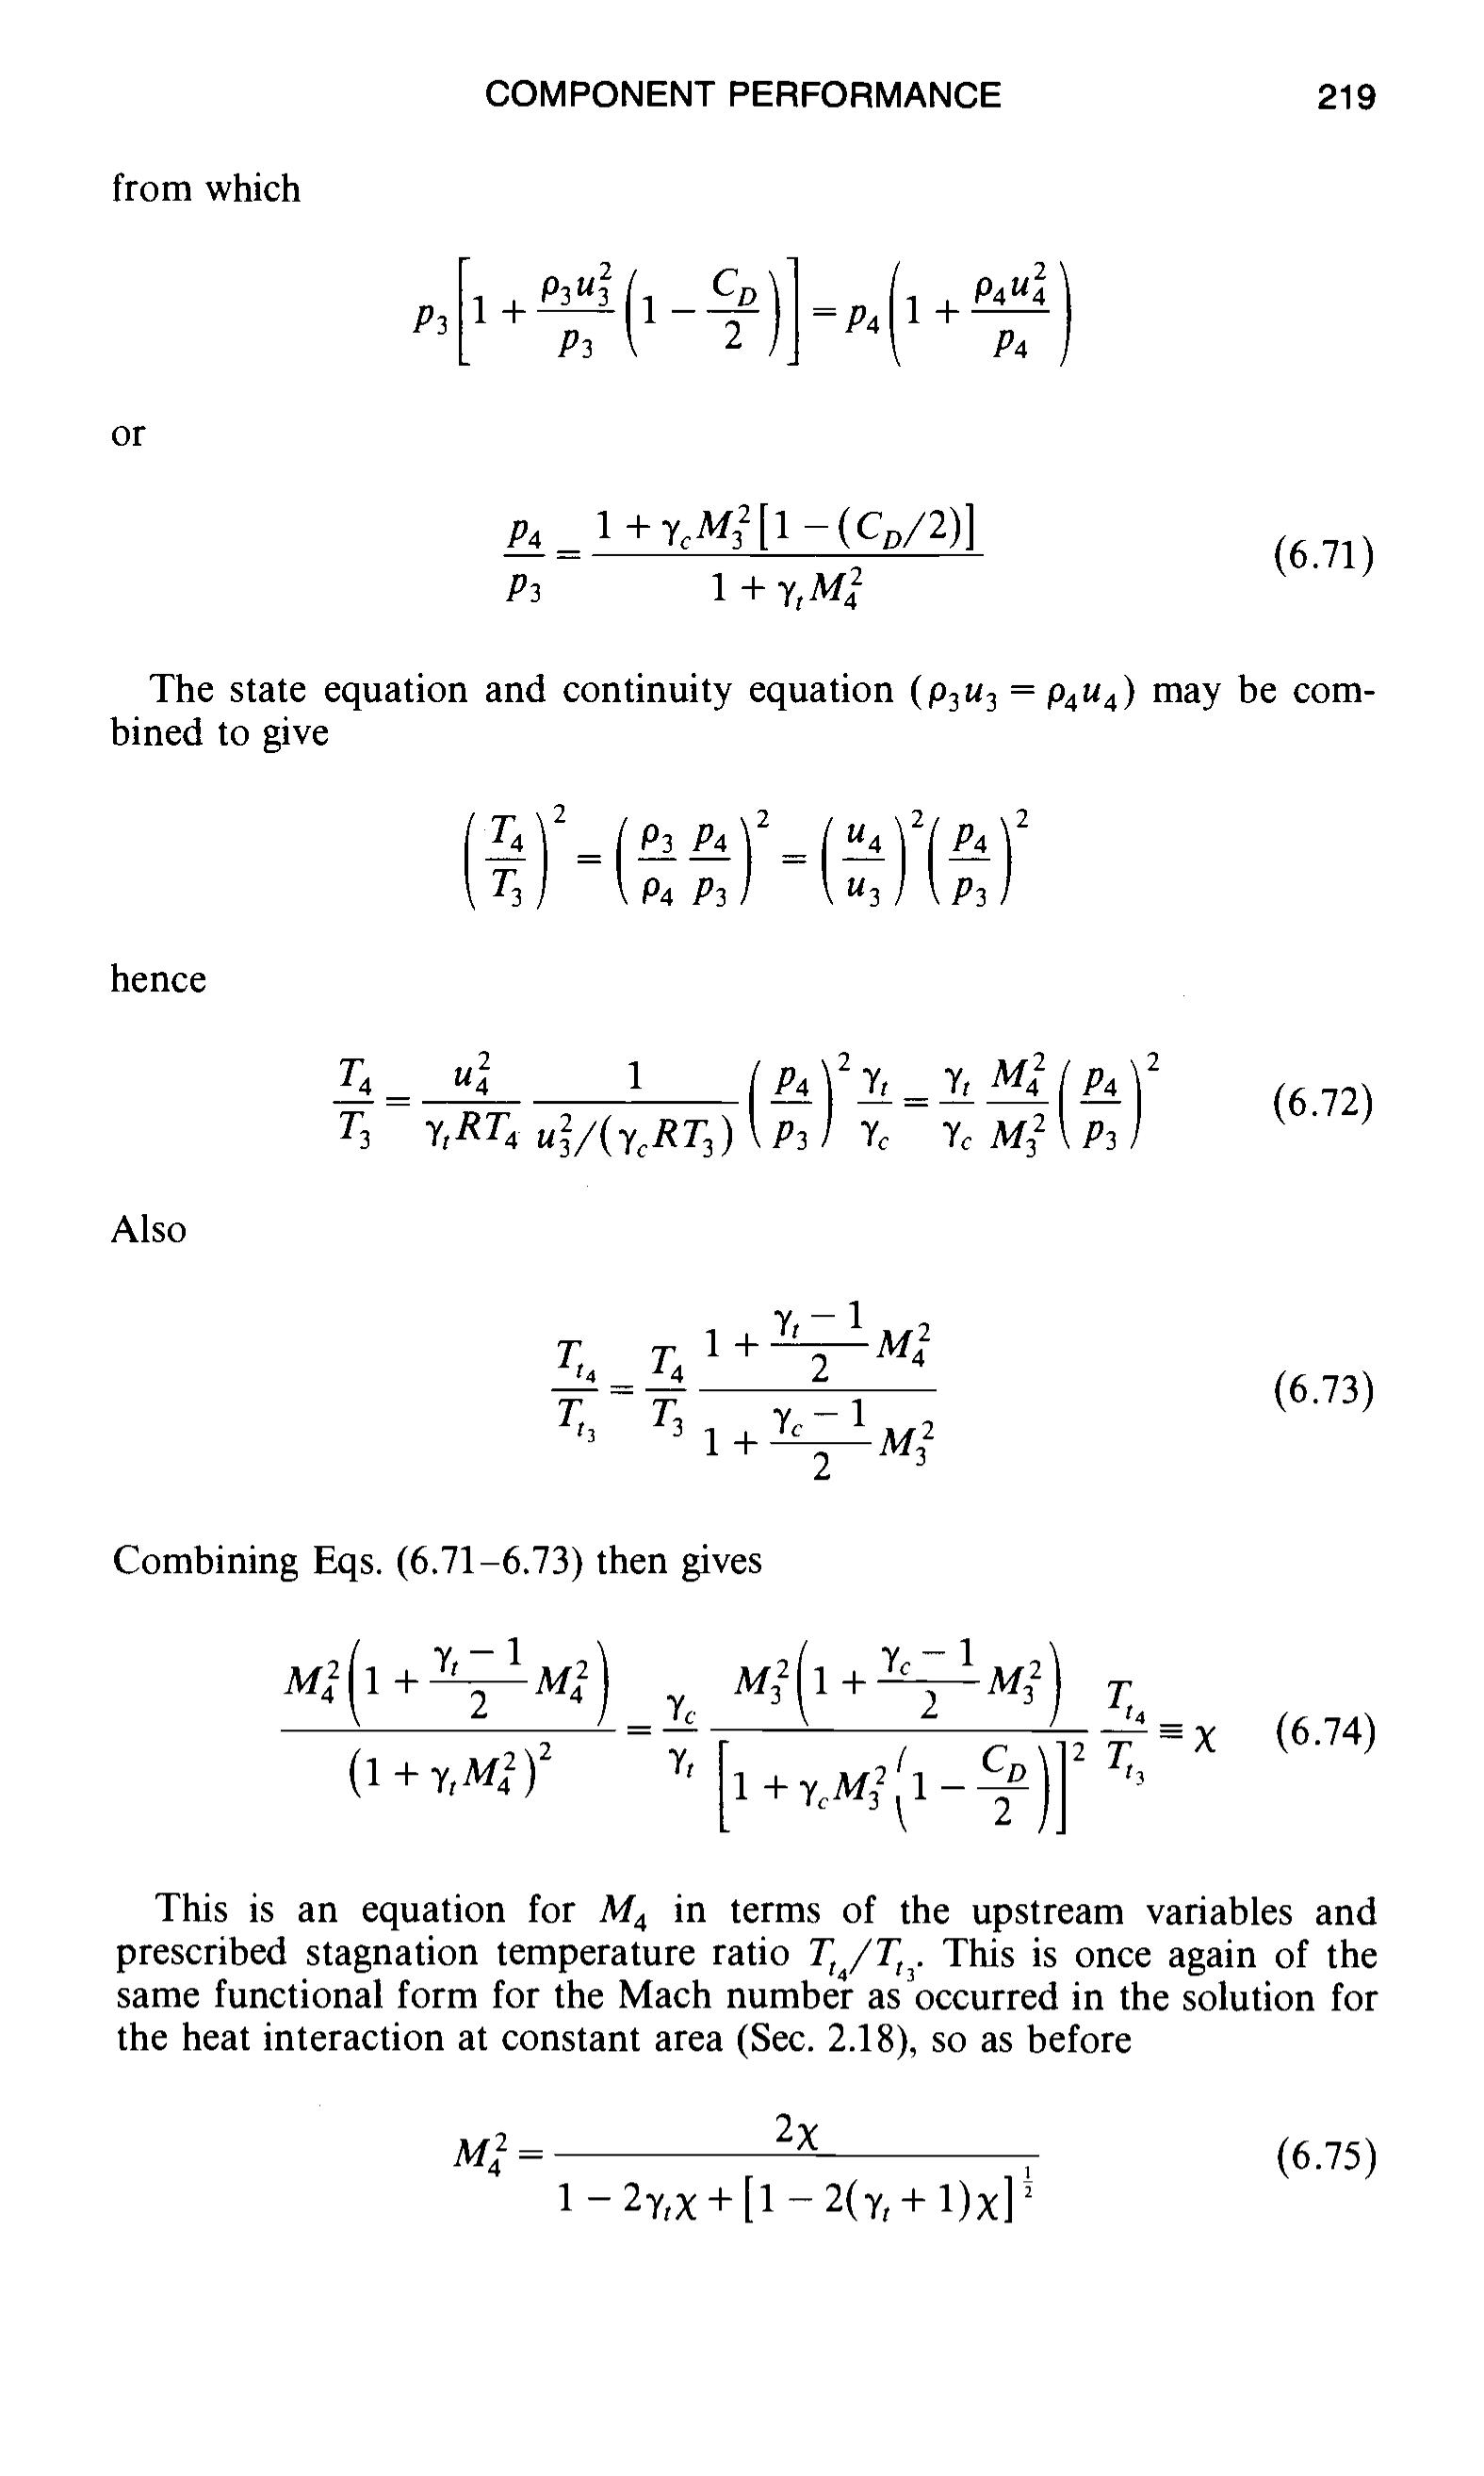 COMPONENT PERFORMANCE 219
from which
$$p_3\left[1+\frac{\rho_3 u_3^2}{p_3}\left(1-\frac{C_D}{2}\right)\right]=p_4\left(1+\frac{\rho_4 u_4^2}{p_4}\right)$$
or
$$\frac{p_4}{p_3}=\frac{1+\gamma_c M_3^2[1-(C_D/2)]}{1+\gamma_t M_4^2} \quad (6.71)$$
The state equation and continuity equation ($\rho_3 u_3 = \rho_4 u_4$) may be com-
bined to give
$$\left(\frac{T_4}{T_3}\right)^2=\left(\frac{\rho_3}{\rho_4}\frac{p_4}{p_3}\right)^2=\left(\frac{u_4}{u_3}\right)^2\left(\frac{p_4}{p_3}\right)^2$$
hence
$$\frac{T_4}{T_3}=\frac{u_4^2}{\gamma_t RT_4}\frac{1}{u_3^2/(\gamma_c RT_3)}\left(\frac{p_4}{p_3}\right)^2\frac{\gamma_t}{\gamma_c}=\frac{\gamma_t}{\gamma_c}\frac{M_4^2}{M_3^2}\left(\frac{p_4}{p_3}\right)^2 \quad (6.72)$$
Also
$$\frac{T_{t_4}}{T_{t_3}}=\frac{T_4}{T_3}\frac{1+\frac{\gamma_t-1}{2}M_4^2}{1+\frac{\gamma_c-1}{2}M_3^2} \quad (6.73)$$
Combining Eqs. (6.71–6.73) then gives
$$\frac{M_4^2\left(1+\frac{\gamma_t-1}{2}M_4^2\right)}{(1+\gamma_t M_4^2)^2}=\frac{\gamma_c}{\gamma_t}\frac{M_3^2\left(1+\frac{\gamma_c-1}{2}M_3^2\right)}{\left[1+\gamma_c M_3^2\left(1-\frac{C_D}{2}\right)\right]^2}\frac{T_{t_4}}{T_{t_3}}\equiv\chi \quad (6.74)$$
This is an equation for $M_4$ in terms of the upstream variables and
prescribed stagnation temperature ratio $T_{t_4}/T_{t_3}$. This is once again of the
same functional form for the Mach number as occurred in the solution for
the heat interaction at constant area (Sec. 2.18), so as before
$$M_4^2=\frac{2\chi}{1-2\gamma_t\chi+[1-2(\gamma_t+1)\chi]^{\frac{1}{2}}} \quad (6.75)$$